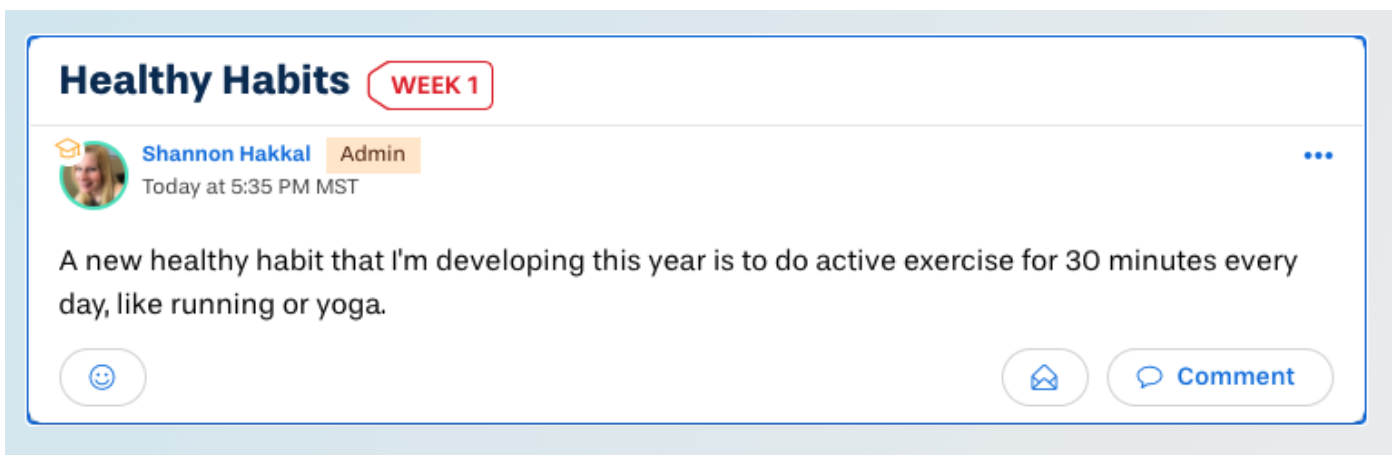 Healthy Habits WEEK 1
Shannon Hakkal Admin
Today at 5:35 PM MST
A new healthy habit that I'm developing this year is to do active exercise for 30 minutes every
day, like running or yoga.
Comment